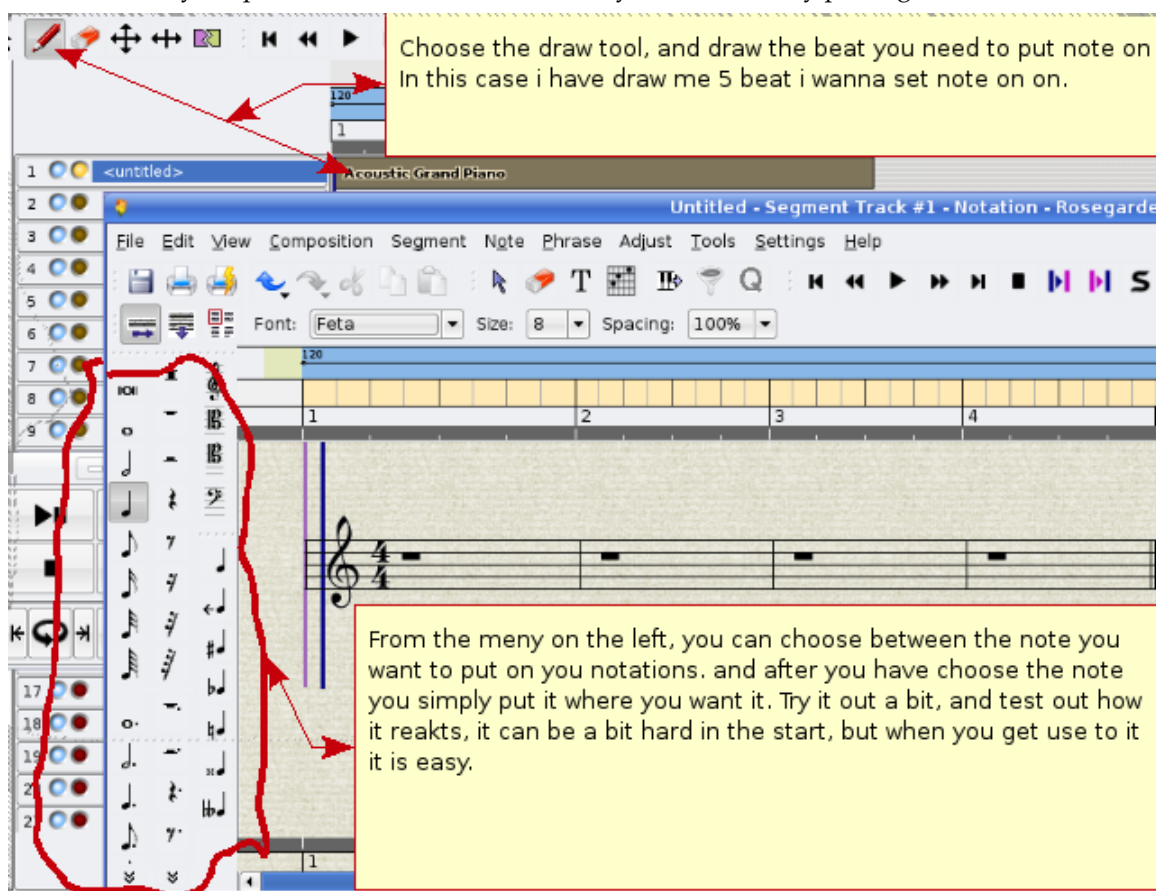 Choose the draw tool, and draw the beat you need to put note on
In this case i have draw me 5 beat i wanna set note on on.
120
1
1 <untitled> Acoustic Grand Piano
2
Untitled - Segment Track #1 - Notation - Rosegarde
3
File Edit View Composition Segment Note Phrase Adjust Tools Settings Help
4
5
6
Font: Feta Size: 8 Spacing: 100%
7
120
8
1 2 3 4
9
From the meny on the left, you can choose between the note you
want to put on you notations. and after you have choose the note
you simply put it where you want it. Try it out a bit, and test out how
it reakts, it can be a bit hard in the start, but when you get use to it
it is easy.
17
18
19
2
2
1